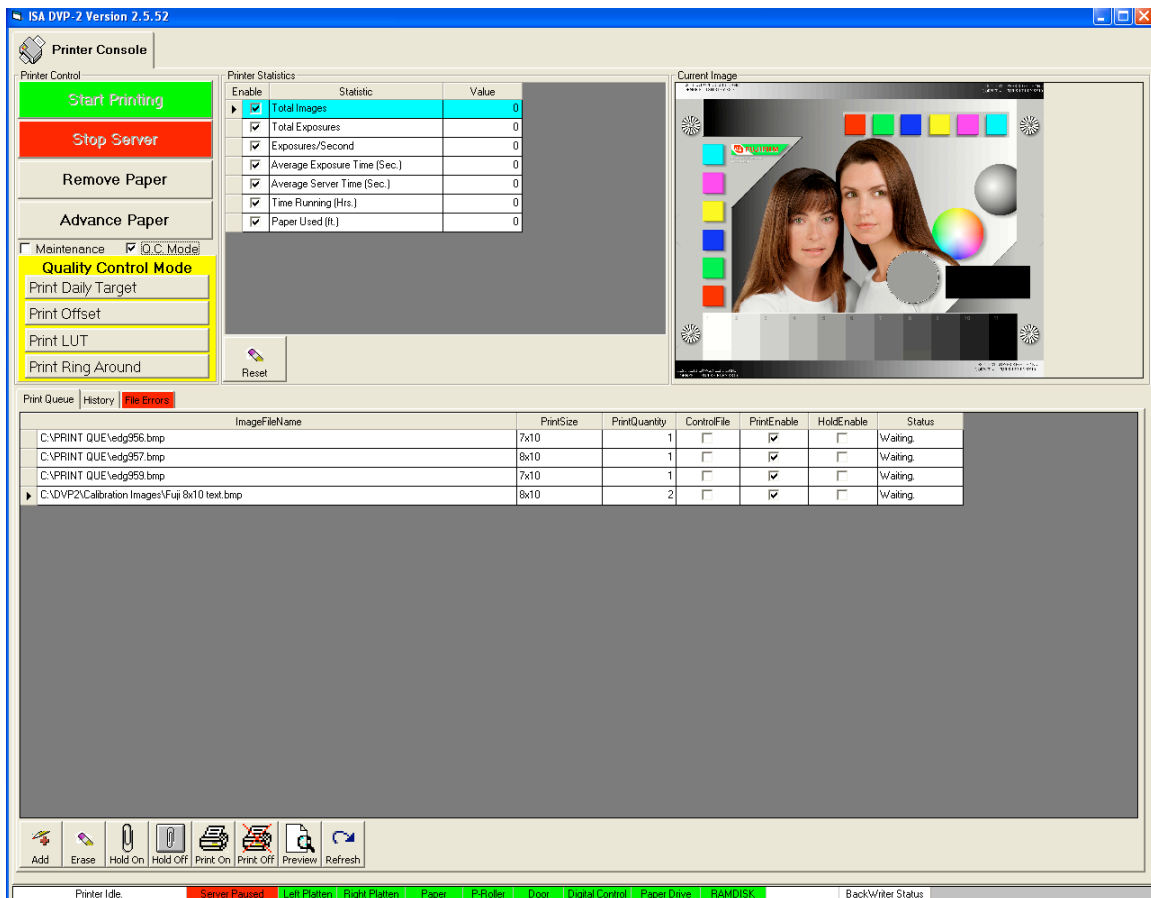 ISA DVP-2 Version 2.5.52
Printer Console
Printer Control
Start Printing
Stop Server
Remove Paper
Advance Paper
Maintenance Q.C. Mode
Quality Control Mode
Print Daily Target
Print Offset
Print LUT
Print Ring Around
Printer Statistics
Enable Statistic Value
Total Images 0
Total Exposures 0
Exposures/Second 0
Average Exposure Time (Sec.) 0
Average Server Time (Sec.) 0
Time Running (Hrs.) 0
Paper Used (ft.) 0
Reset
Current Image
Print Queue History File Errors
ImageFileName PrintSize PrintQuantity ControlFile PrintEnable HoldEnable Status
C:\PRINT QUE\edg956.bmp 7x10 1 Waiting.
C:\PRINT QUE\edg957.bmp 8x10 1 Waiting.
C:\PRINT QUE\edg959.bmp 7x10 1 Waiting.
C:\DVP2\Calibration Images\Fuji 8x10 text.bmp 8x10 2 Waiting.
Add Erase Hold On Hold Off Print On Print Off Preview Refresh
Printer Idle. Server Paused Left Platten Right Platten Paper P-Roller Door Digital Control Paper Drive RAMDISK BackWriter Status